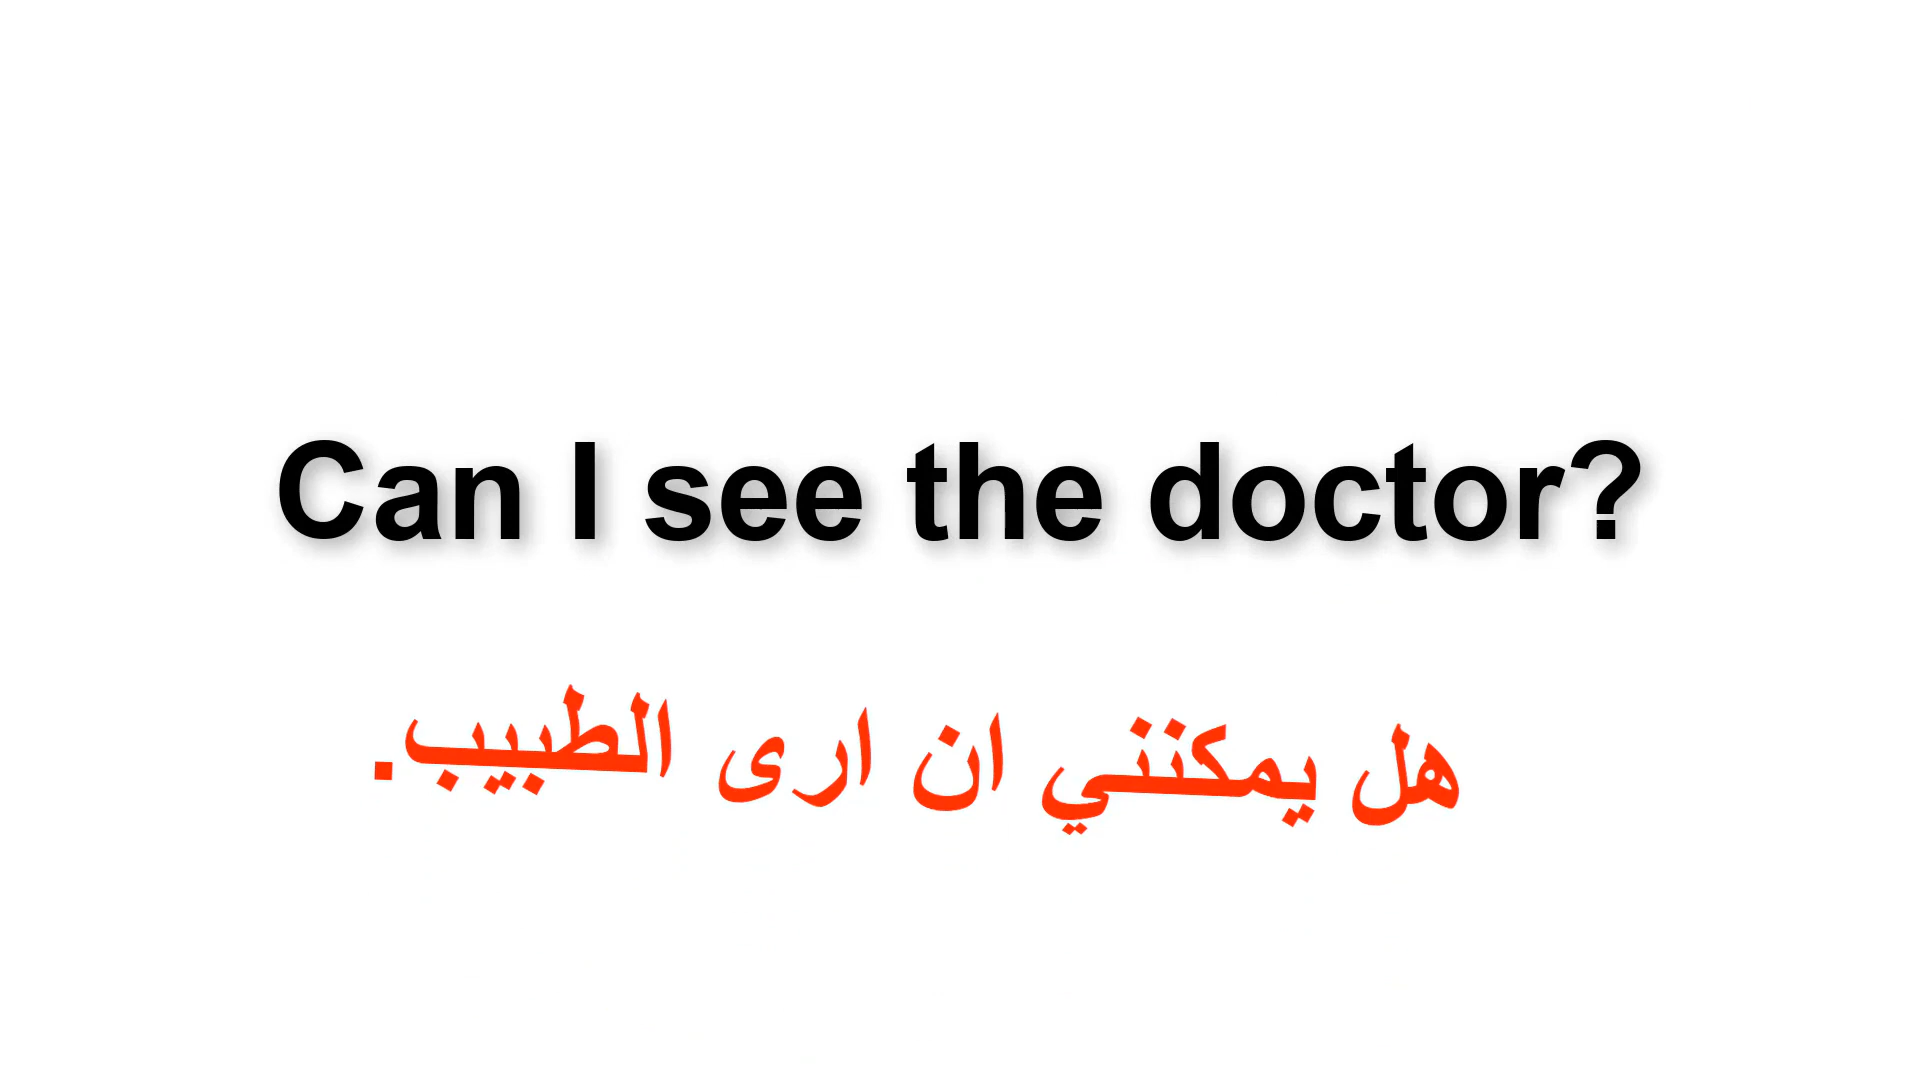 Can I see the doctor?
هل يمكنني ان ارى الطبيب.